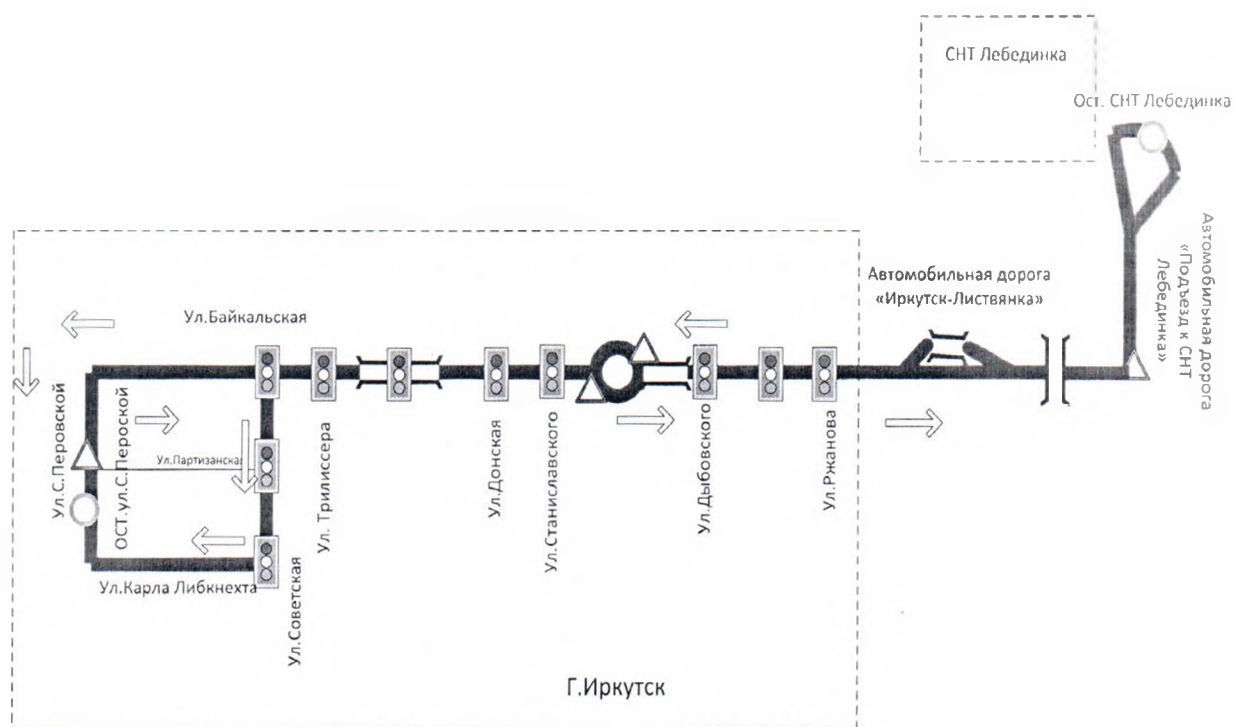 СНТ Лебединка
Ост. СНТ Лебединка
Автомобильная дорога
«Подъезд к СНТ
Лебединка»
Автомобильная дорога
«Иркутск-Листвянка»
Ул.Байкальская
Ул.С.Перовской
ОСТ.ул.С.Пероской
Ул.Партизанская
Ул. Трилиссера
Ул.Донская
Ул.Станиславского
Ул.Дыбовского
Ул.Ржанова
Ул.Карла Либкнехта
Ул.Советская
Г.Иркутск